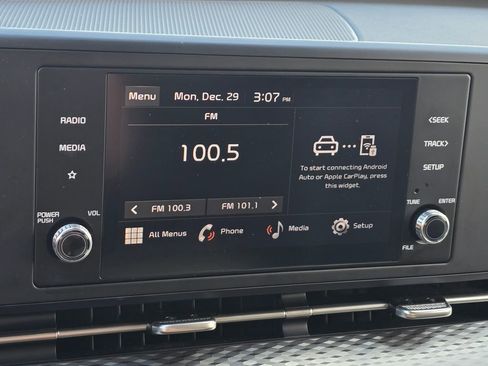 Menu Mon, Dec, 29 3:07 PM
FM
100.5
To start connecting Android
Auto or Apple CarPlay, press
this widget.
< FM 100.3 FM 101.1 >
All Menus Phone Media Setup
RADIO
MEDIA
☆
POWER
PUSH
VOL
<SEEK
TRACK>
SETUP
TUNE ENTER
FILE